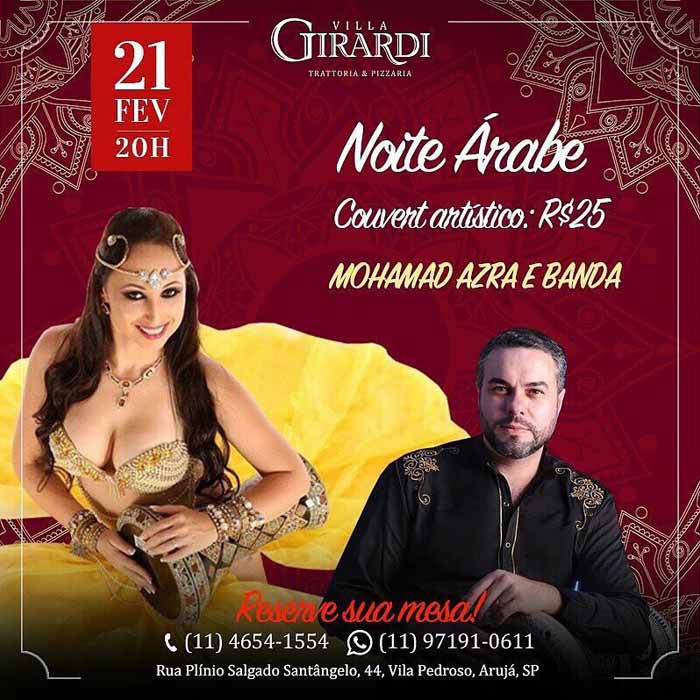 VILLA
GIRARDI
TRATTORIA & PIZZARIA
21
FEV
20H
Noite Árabe
Couvert artístico: R$25
MOHAMAD AZRA E BANDA
Reserve sua mesa!
(11) 4654-1554 (11) 97191-0611
Rua Plínio Salgado Santângelo, 44, Vila Pedroso, Arujá, SP